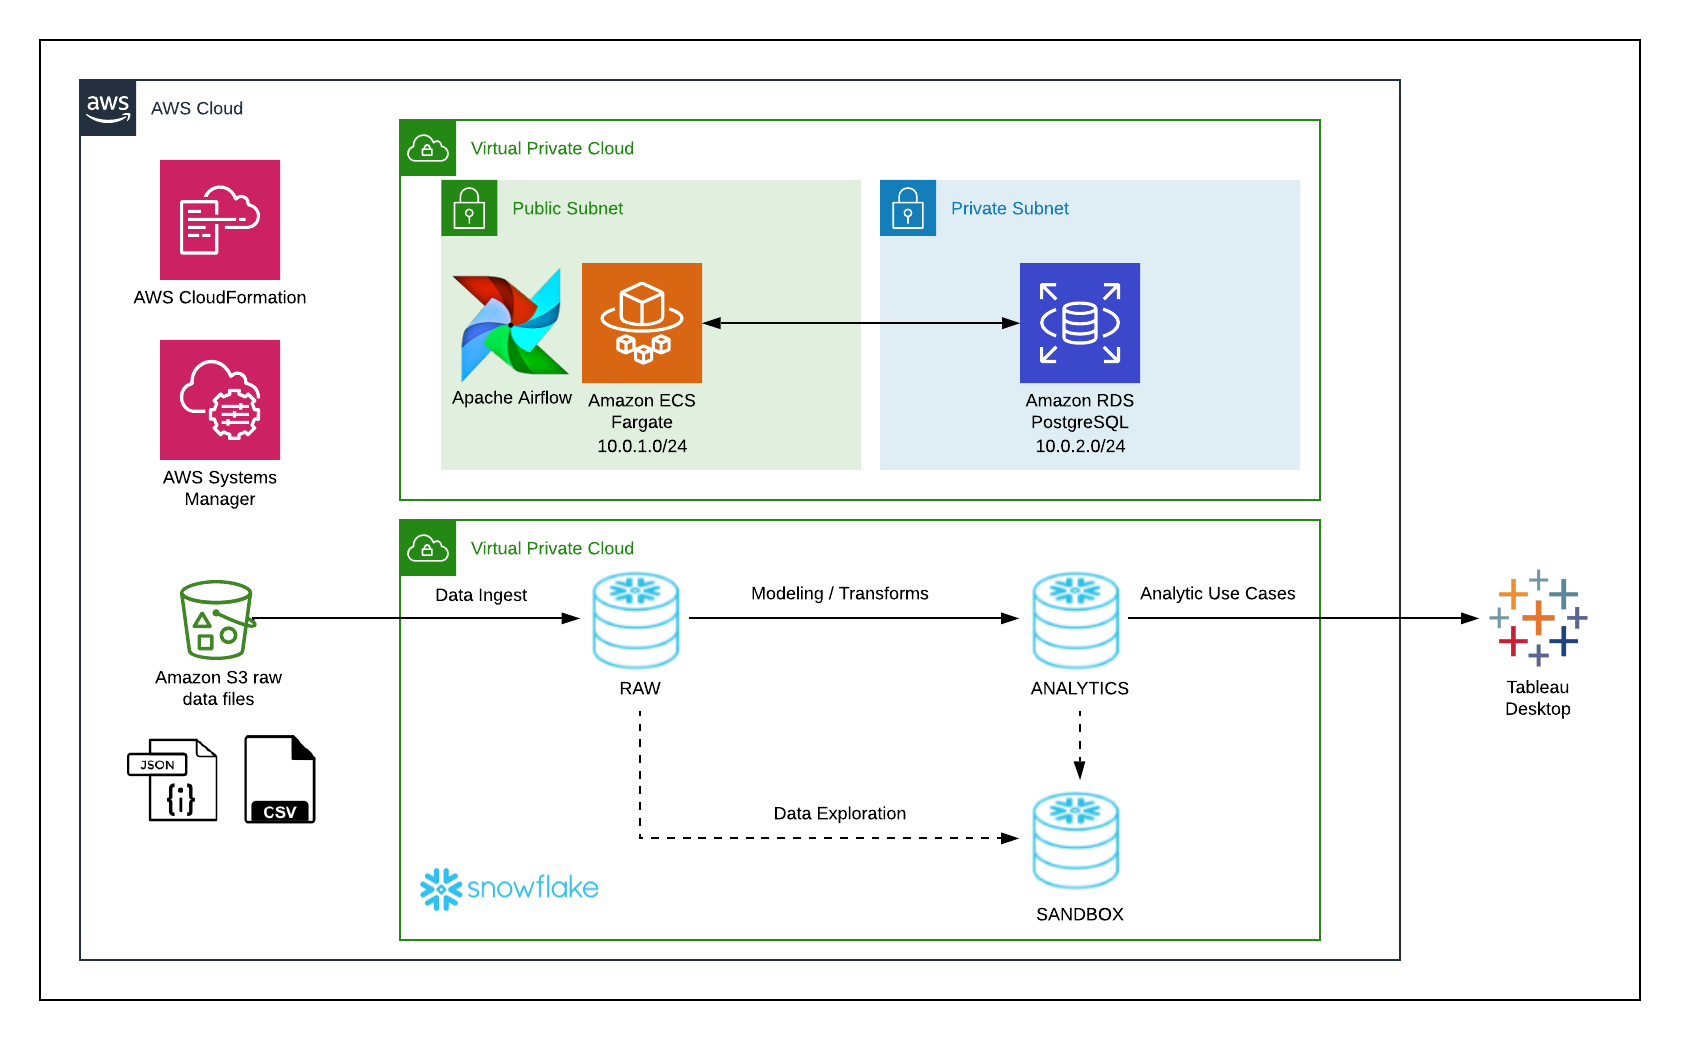 aws
AWS Cloud
Virtual Private Cloud
Public Subnet
Private Subnet
AWS CloudFormation
Apache Airflow
Amazon ECS
Fargate
10.0.1.0/24
Amazon RDS
PostgreSQL
10.0.2.0/24
AWS Systems
Manager
Virtual Private Cloud
Data Ingest
Modeling / Transforms
Analytic Use Cases
Amazon S3 raw
data files
RAW
ANALYTICS
Tableau
Desktop
JSON
{i}
CSV
Data Exploration
snowflake
SANDBOX